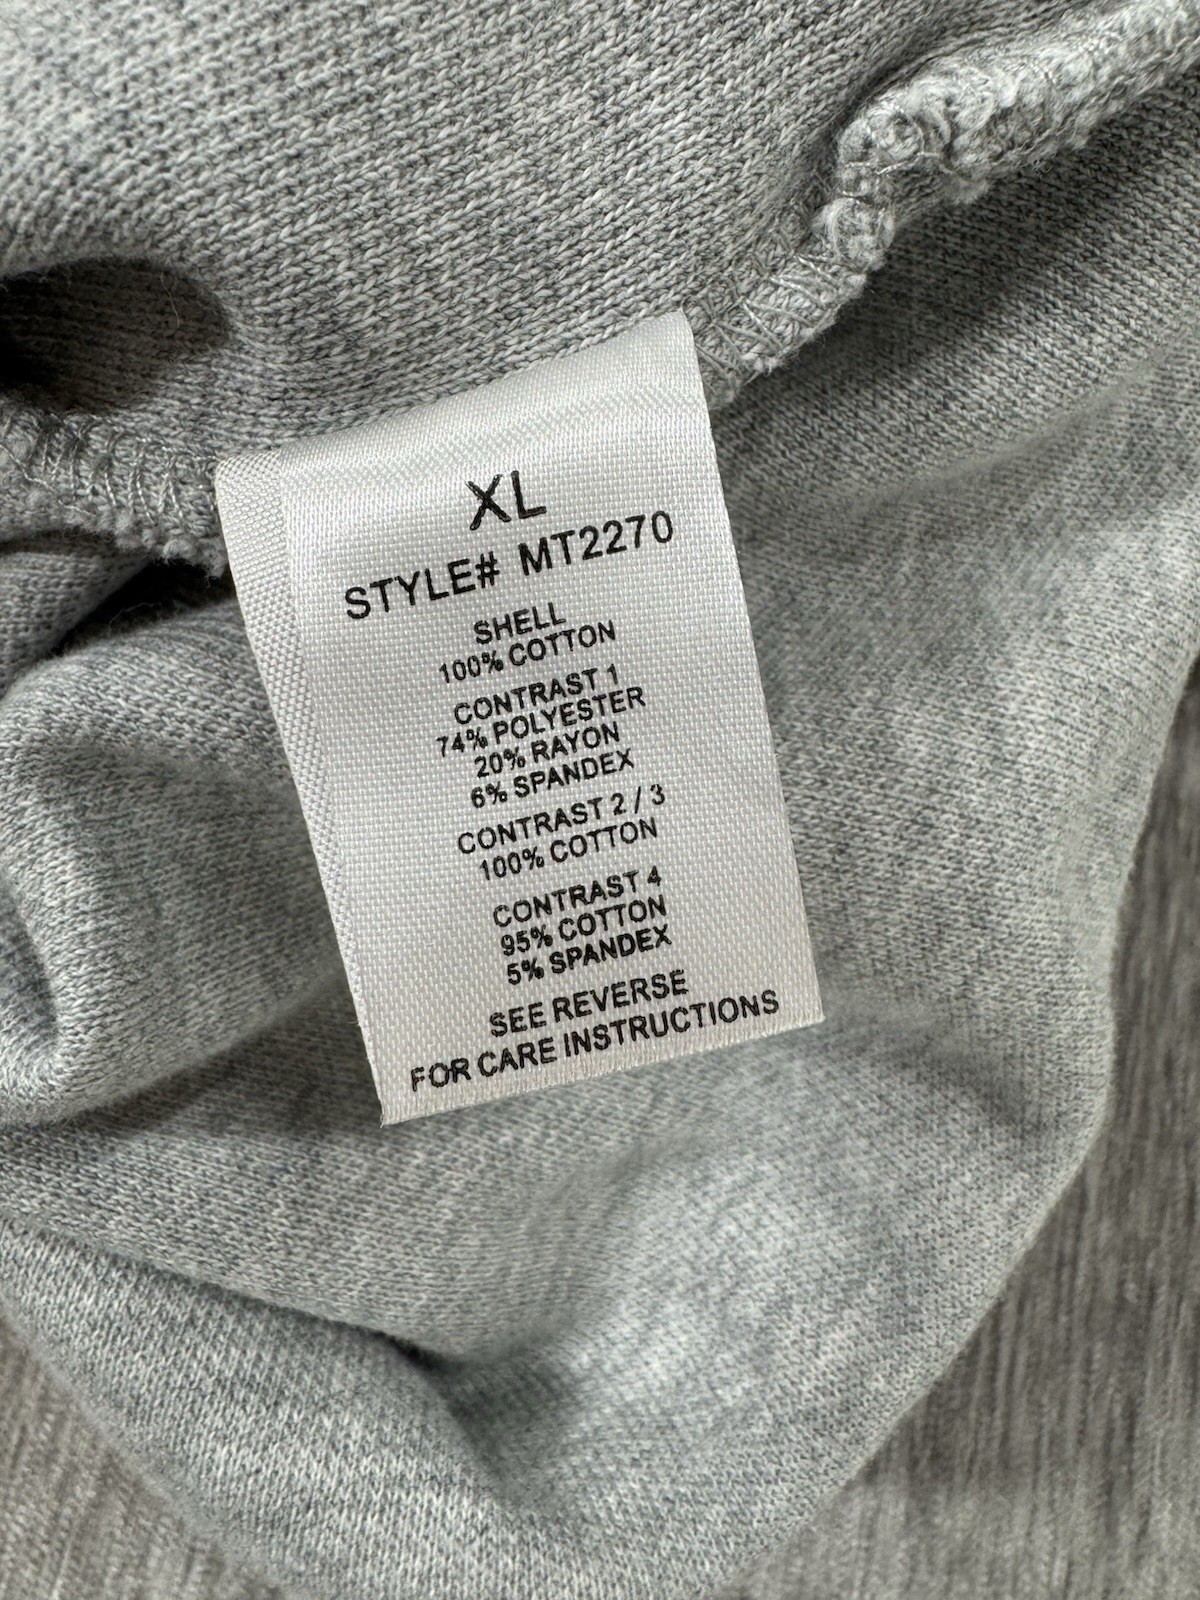 XL
STYLE# MT2270
SHELL
100% COTTON
CONTRAST 1
74% POLYESTER
20% RAYON
6% SPANDEX
CONTRAST 2 / 3
100% COTTON
CONTRAST 4
95% COTTON
5% SPANDEX
SEE REVERSE
FOR CARE INSTRUCTIONS